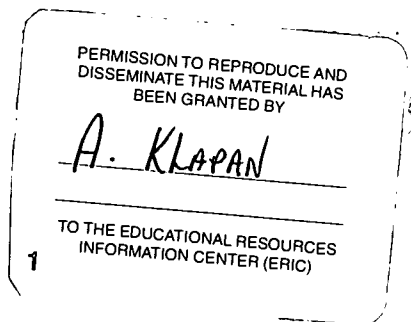 PERMISSION TO REPRODUCE AND
DISSEMINATE THIS MATERIAL HAS
BEEN GRANTED BY
A. KLAPAN
TO THE EDUCATIONAL RESOURCES
INFORMATION CENTER (ERIC)
1